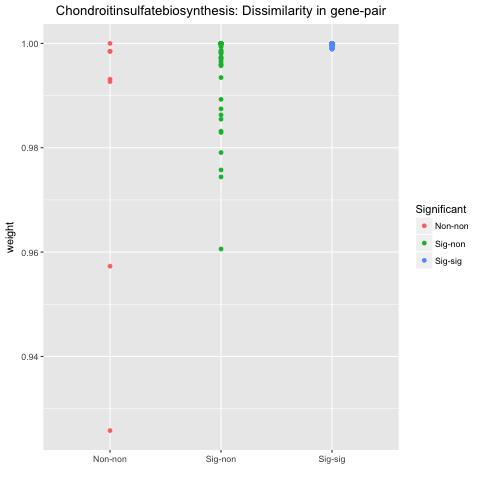 Chondroitinsulfatebiosynthesis: Dissimilarity in gene-pair
1.00
0.98
0.96
0.94
weight
Non-non
Sig-non
Sig-sig
Significant
Non-non
Sig-non
Sig-sig